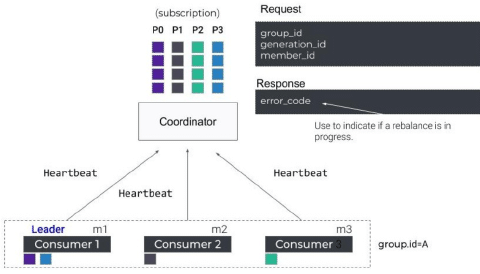 (subscription)
P0 P1 P2 P3
Coordinator
Request
group_id
generation_id
member_id
Response
error_code
Use to indicate if a rebalance is in
progress.
Heartbeat
Heartbeat
Heartbeat
Leader m1
Consumer 1
m2
Consumer 2
m3
Consumer 3
group.id=A